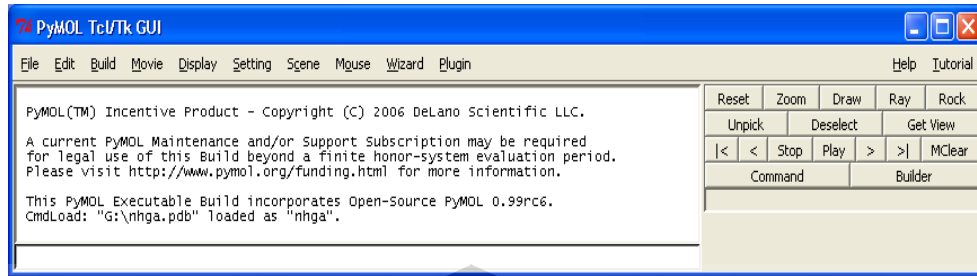 PyMOL Tcl/Tk GUI
File Edit Build Movie Display Setting Scene Mouse Wizard Plugin Help Tutorial
PyMOL(TM) Incentive Product - Copyright (C) 2006 DeLano Scientific LLC.
A current PyMOL Maintenance and/or Support Subscription may be required
for legal use of this Build beyond a finite honor-system evaluation period.
Please visit http://www.pymol.org/funding.html for more information.
This PyMOL Executable Build incorporates Open-Source PyMOL 0.99rc6.
CmdLoad: "G:\nhga.pdb" loaded as "nhga".
Reset Zoom Draw Ray Rock
Unpick Deselect Get View
|< < Stop Play > >| MClear
Command Builder